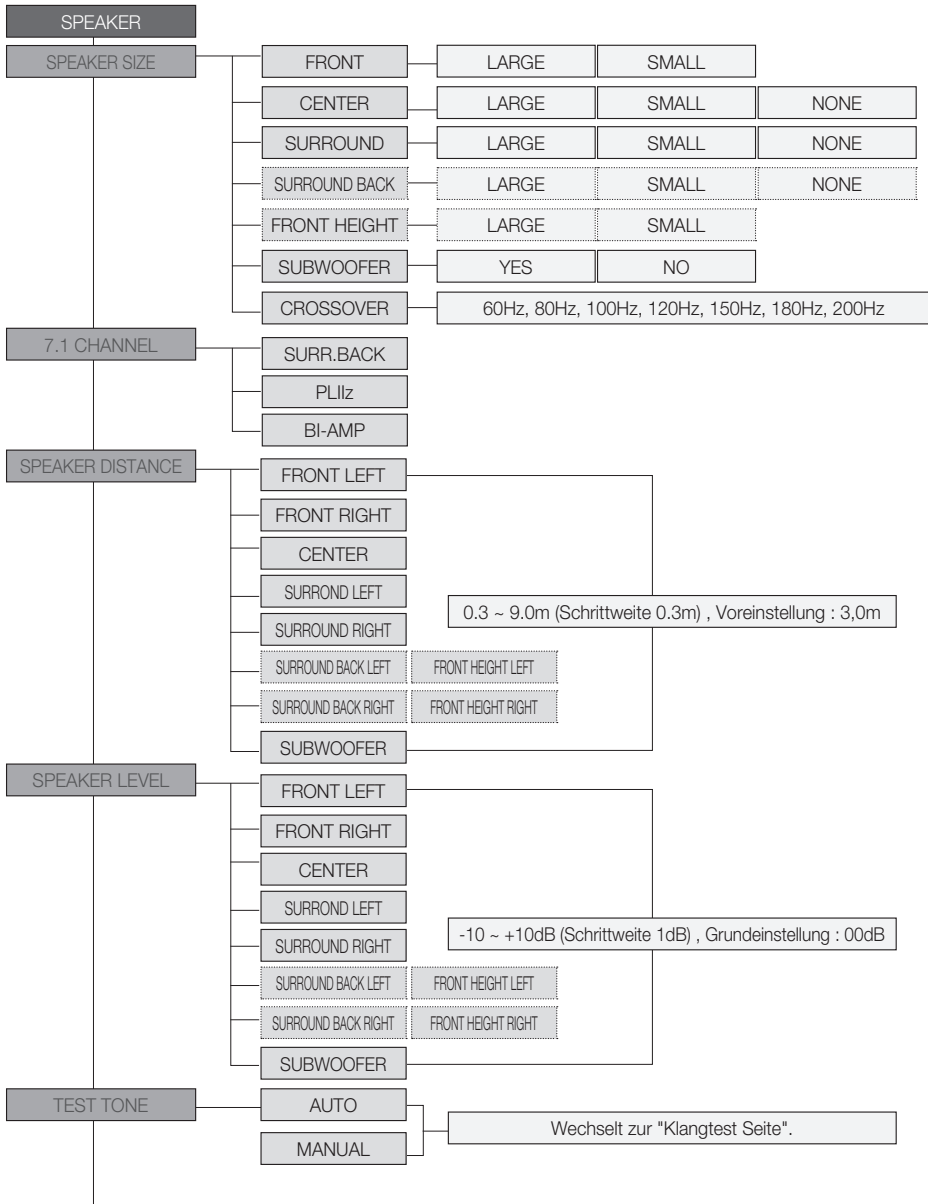 SPEAKER
SPEAKER SIZE FRONT LARGE SMALL
CENTER LARGE SMALL NONE
SURROUND LARGE SMALL NONE
SURROUND BACK LARGE SMALL NONE
FRONT HEIGHT LARGE SMALL
SUBWOOFER YES NO
CROSSOVER 60Hz, 80Hz, 100Hz, 120Hz, 150Hz, 180Hz, 200Hz
7.1 CHANNEL SURR.BACK
PLIIz
BI-AMP
SPEAKER DISTANCE FRONT LEFT
FRONT RIGHT
CENTER
SURROND LEFT
0.3 ~ 9.0m (Schrittweite 0.3m) , Voreinstellung : 3,0m
SURROUND RIGHT
SURROUND BACK LEFT FRONT HEIGHT LEFT
SURROUND BACK RIGHT FRONT HEIGHT RIGHT
SUBWOOFER
SPEAKER LEVEL FRONT LEFT
FRONT RIGHT
CENTER
SURROND LEFT
-10 ~ +10dB (Schrittweite 1dB) , Grundeinstellung : 00dB
SURROUND RIGHT
SURROUND BACK LEFT FRONT HEIGHT LEFT
SURROUND BACK RIGHT FRONT HEIGHT RIGHT
SUBWOOFER
TEST TONE AUTO
Wechselt zur "Klangtest Seite".
MANUAL